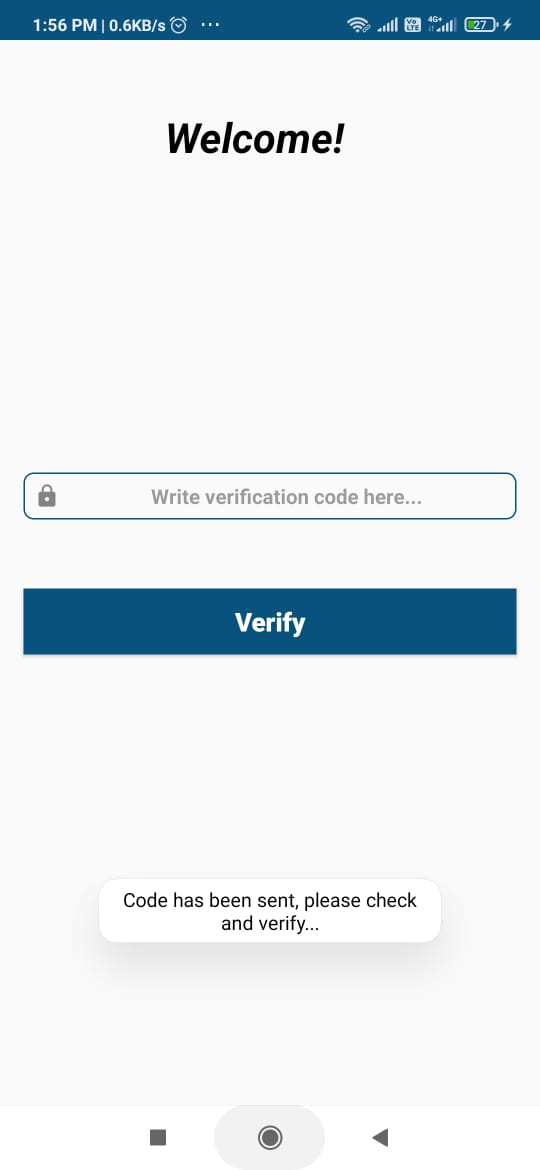 1:56 PM | 0.6KB/s ...
Vo LTE 4G+ 27
Welcome!
Write verification code here...
Verify
Code has been sent, please check
and verify...